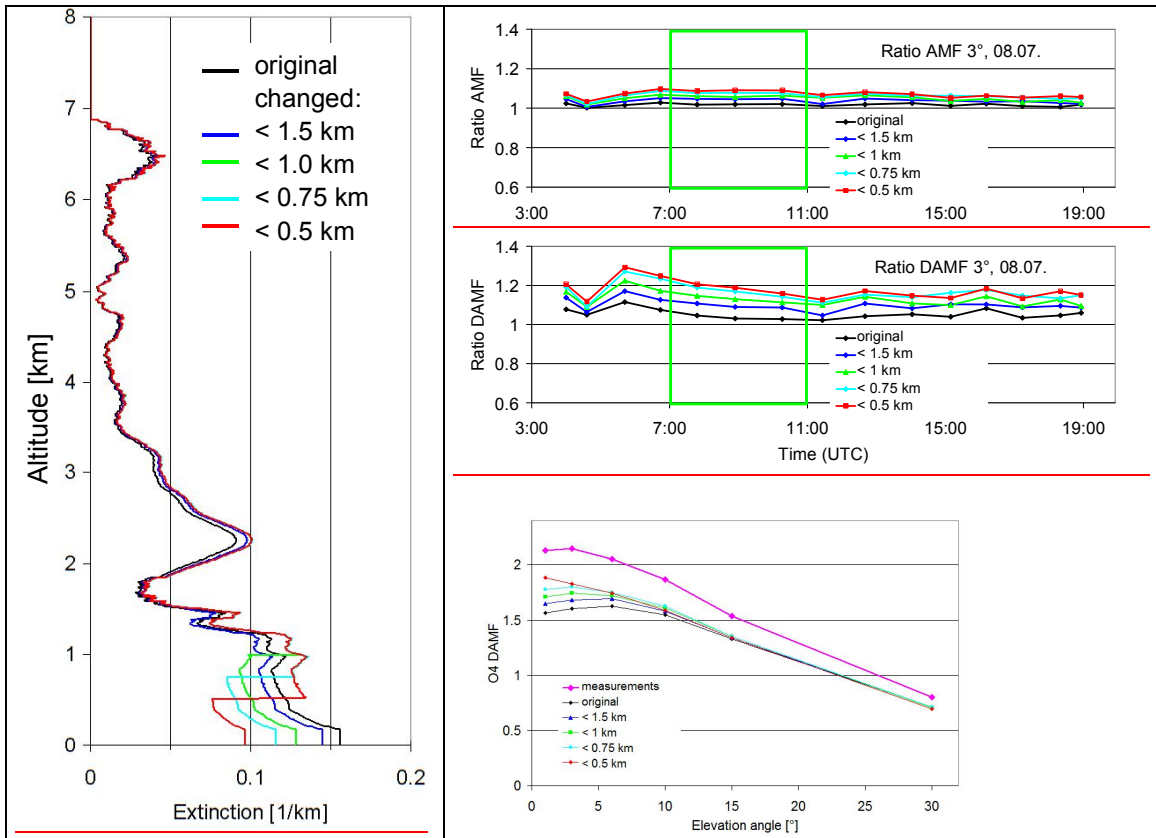 8
7
6
5
4
3
2
1
0
Altitude [km]
original
changed:
< 1.5 km
< 1.0 km
< 0.75 km
< 0.5 km
0
0.1
0.2
Extinction [1/km]
1.4
1.2
1
0.8
0.6
Ratio AMF
Ratio AMF 3°, 08.07.
original
< 1.5 km
< 1 km
< 0.75 km
< 0.5 km
3:00
7:00
11:00
15:00
19:00
1.4
1.2
1
0.8
0.6
Ratio DAMF
Ratio DAMF 3°, 08.07.
original
< 1.5 km
< 1 km
< 0.75 km
< 0.5 km
3:00
7:00
11:00
15:00
19:00
Time (UTC)
2
1.5
1
0.5
0
O4 DAMF
measurements
original
< 1.5 km
< 1 km
< 0.75 km
< 0.5 km
0
5
10
15
20
25
30
Elevation angle [°]